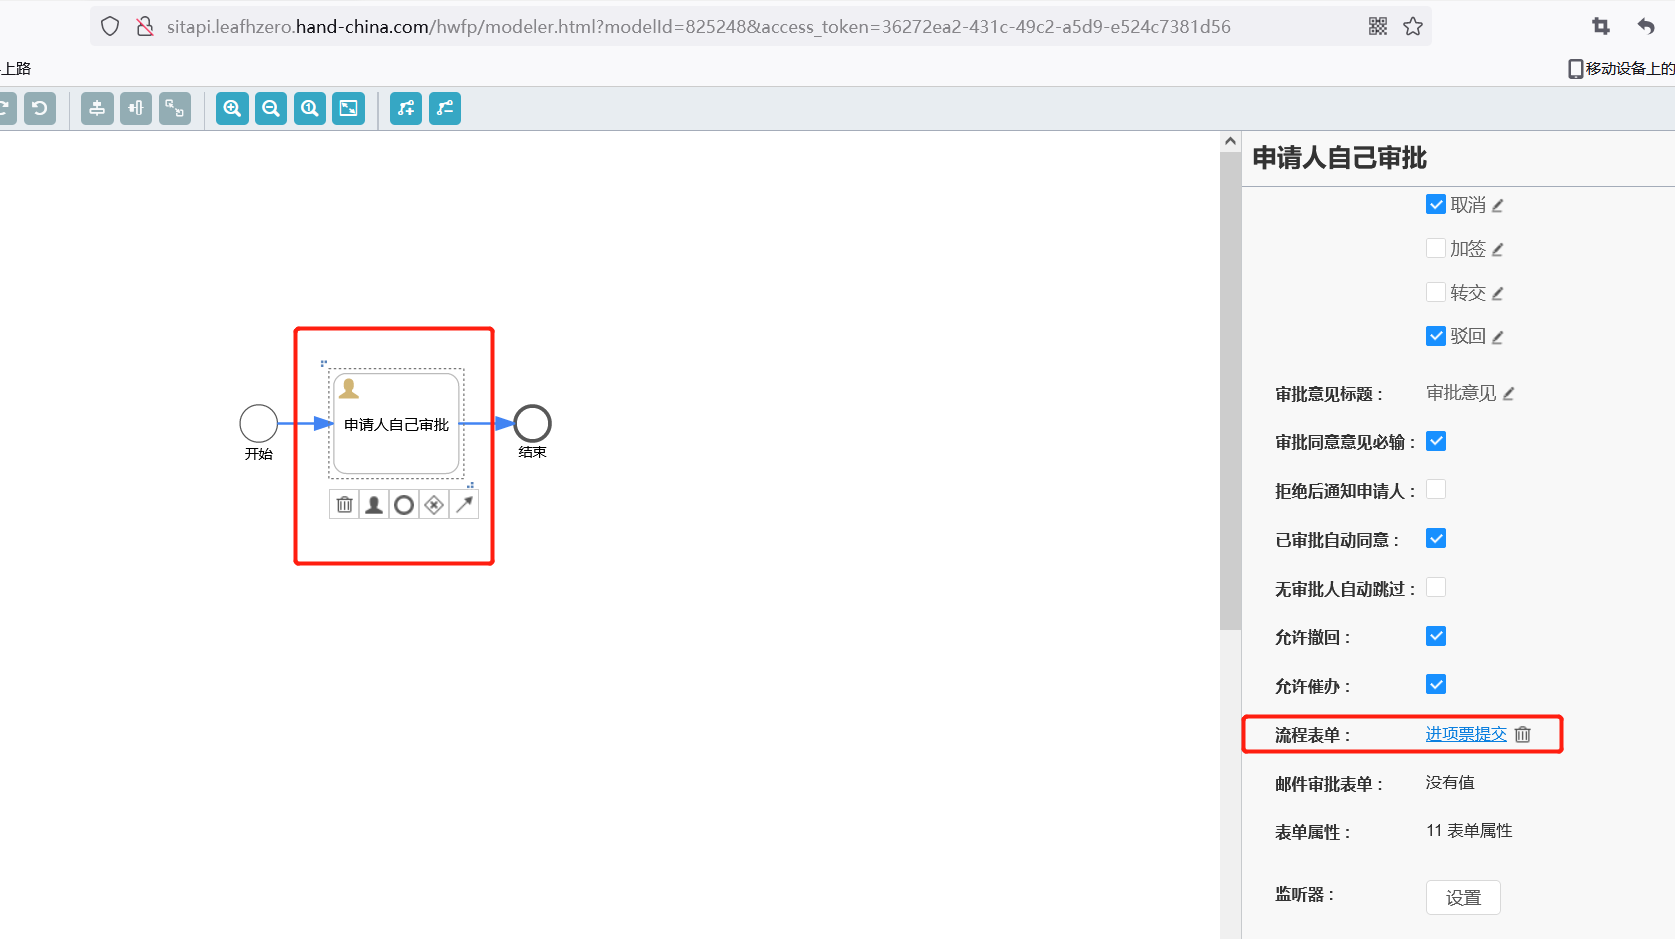 sitapi.leafhzero.hand-china.com/hwfp/modeler.html?modelId=825248&access_token=36272ea2-431c-49c2-a5d9-e524c7381d56
上路
移动设备上的
申请人自己审批
取消
加签
转交
驳回
审批意见标题： 审批意见
审批同意意见必输：
拒绝后通知申请人：
已审批自动同意：
无审批人自动跳过：
允许撤回：
允许催办：
流程表单： 进项票提交
邮件审批表单： 没有值
表单属性： 11 表单属性
监听器： 设置
申请人自己审批
开始
结束